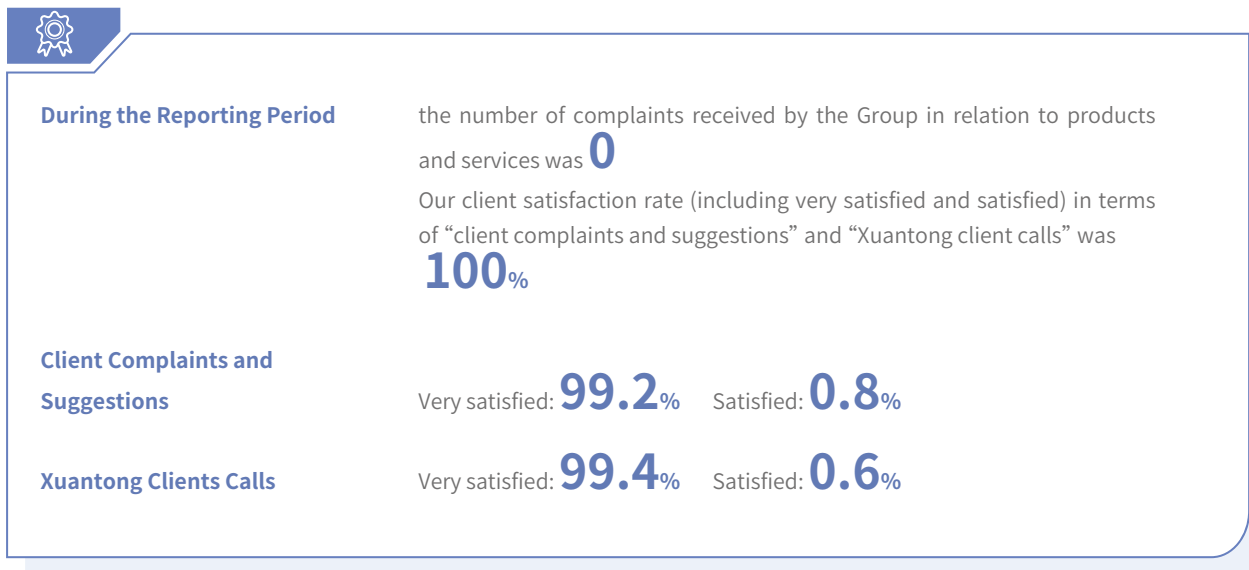 During the Reporting Period
the number of complaints received by the Group in relation to products
and services was 0
Our client satisfaction rate (including very satisfied and satisfied) in terms
of “client complaints and suggestions” and “Xuantong client calls” was
100%
Client Complaints and
Suggestions
Very satisfied: 99.2% Satisfied: 0.8%
Xuantong Clients Calls
Very satisfied: 99.4% Satisfied: 0.6%